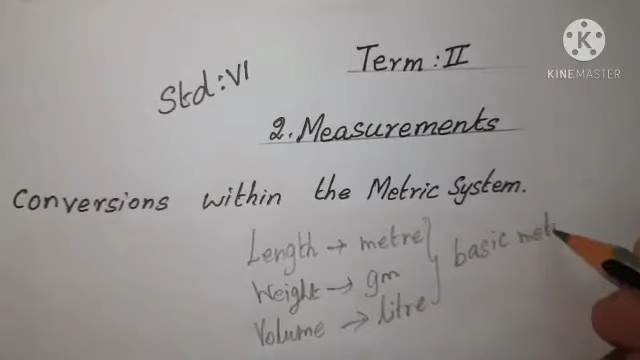 Std:VI
Term:II
2. Measurements
Conversions within the Metric System.
Length → metre
Weight → gm
Volume → litre
basic met
K
KINEMASTER